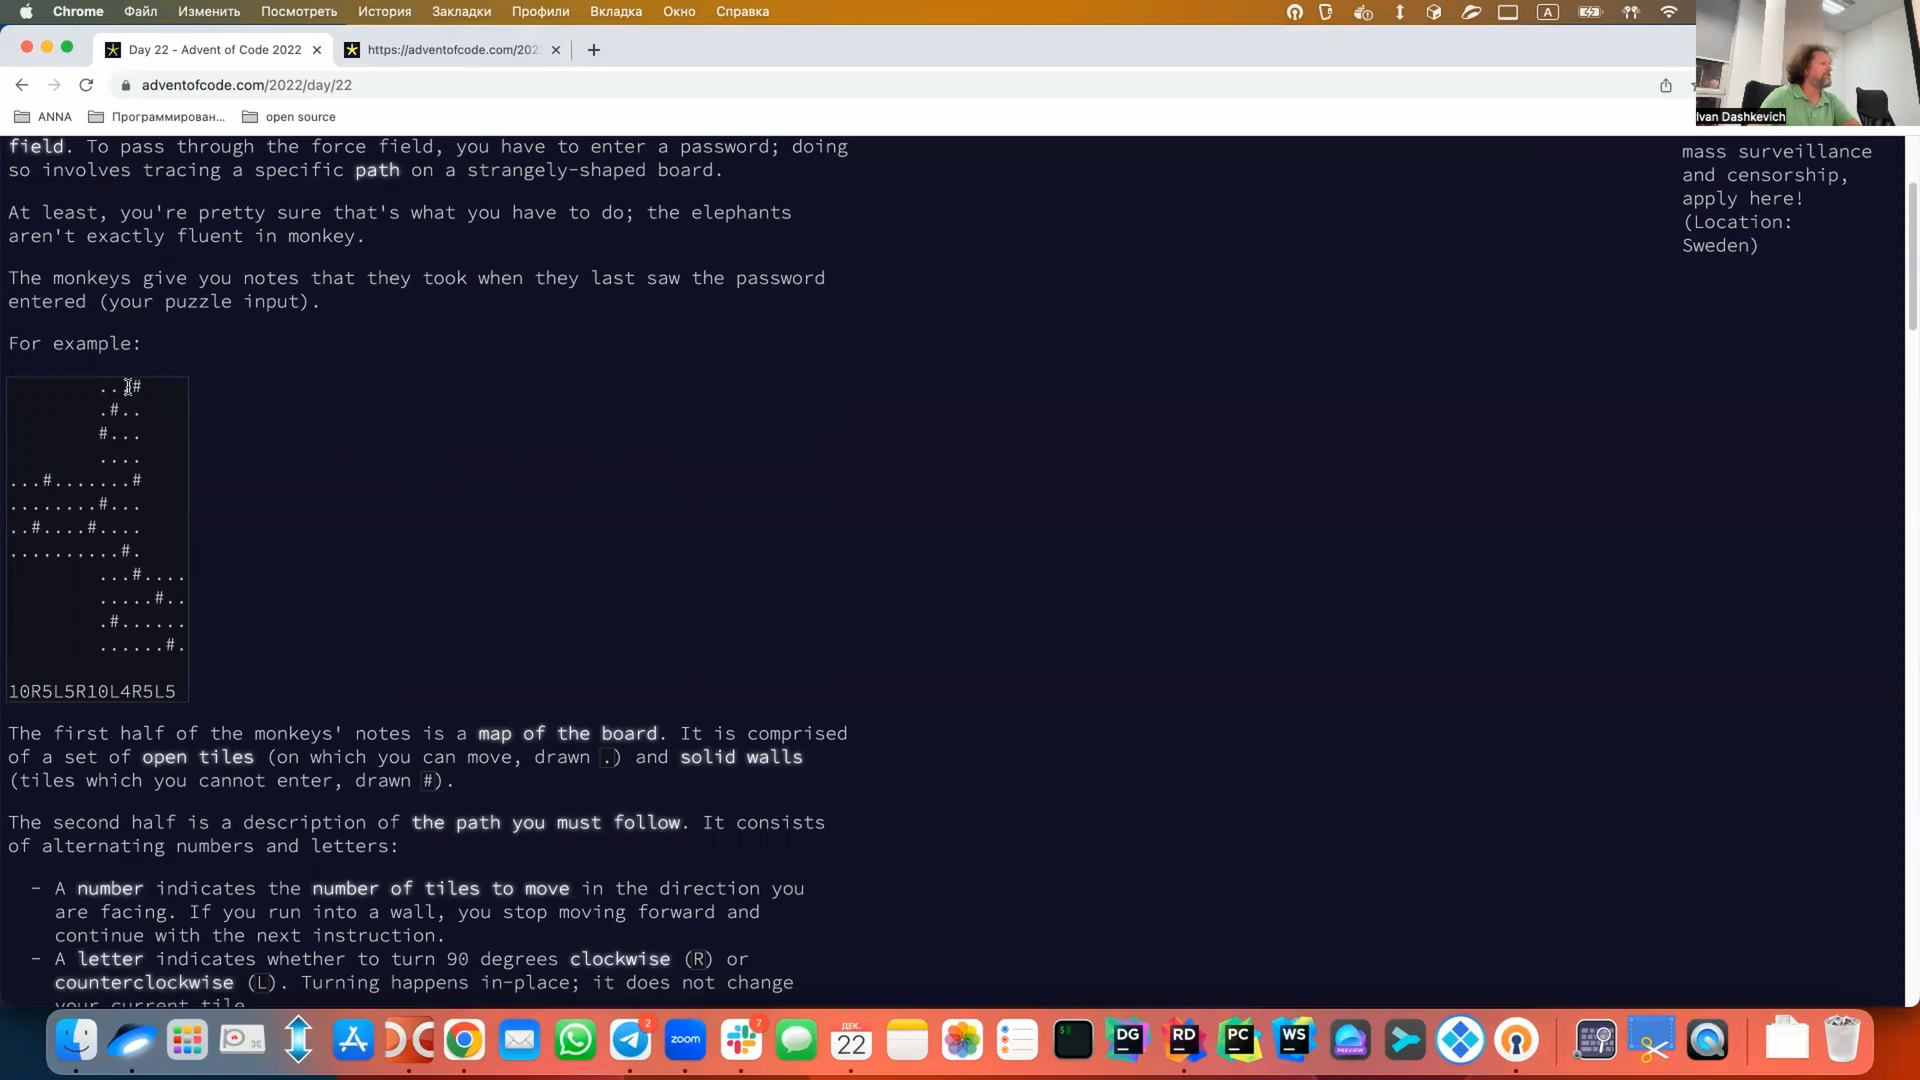 Chrome Файл Изменить Посмотреть История Закладки Профили Вкладка Окно Справка
A
Day 22 - Advent of Code 2022
https://adventofcode.com/202
adventofcode.com/2022/day/22
ANNA Программирован... open source
Ivan Dashkevich
field. To pass through the force field, you have to enter a password; doing
so involves tracing a specific path on a strangely-shaped board.
At least, you're pretty sure that's what you have to do; the elephants
aren't exactly fluent in monkey.
The monkeys give you notes that they took when they last saw the password
entered (your puzzle input).
For example:
        ...#
        .#..
        #...
        ....
...#.......#
........#...
..#....#....
..........#.
        ...#....
        .....#..
        .#......
        ......#.
10R5L5R10L4R5L5
The first half of the monkeys' notes is a map of the board. It is comprised
of a set of open tiles (on which you can move, drawn .) and solid walls
(tiles which you cannot enter, drawn #).
The second half is a description of the path you must follow. It consists
of alternating numbers and letters:
- A number indicates the number of tiles to move in the direction you
are facing. If you run into a wall, you stop moving forward and
continue with the next instruction.
- A letter indicates whether to turn 90 degrees clockwise (R) or
counterclockwise (L). Turning happens in-place; it does not change
your current tile.
mass surveillance
and censorship,
apply here!
(Location:
Sweden)
2 zoom 7 ДЕК. 22 $ DG RD PC WS PREVIEW